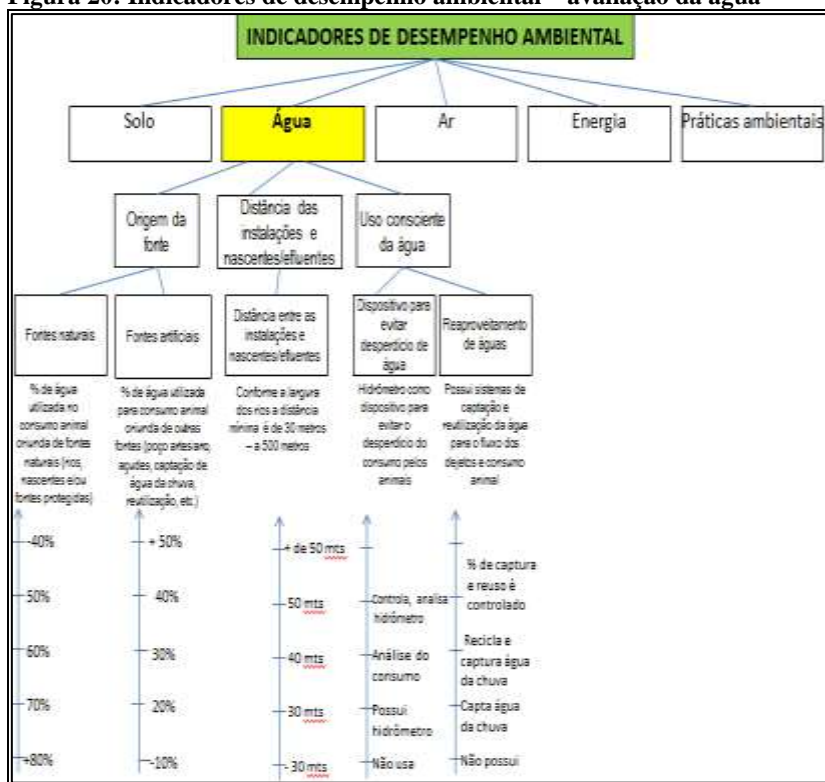 Figura 20: Indicadores de desempenho ambiental – avaliação da água
INDICADORES DE DESEMPENHO AMBIENTAL
Solo
Água
Ar
Energia
Práticas ambientais
Origem da
fonte
Distância das
instalações e
nascentes/efluentes
Uso consciente
da água
Fontes naturais
Fontes artificiais
Distância entre as
instalações e
nascentes/efluentes
Dispositivo para
evitar
desperdício de
água
Reaproveitamento
de águas
% de água
utilizada no
consumo animal
oriunda de fontes
naturais (rios,
nascentes e/ou
fontes protegidas)
% de água utilizada
para consumo animal
oriunda de outras
fontes (poço artesiano,
açudes, captação de
água da chuva,
reutilização, etc.)
Conforme a largura
dos rios a distância
mínima é de 30 metros
– a 500 metros
Hidrômetro como
dispositivo para
evitar o
desperdício do
consumo pelos
animais
Possui sistemas de
captação e
reutilização da água
para o fluxo dos
dejetos e consumo
animal
-40%
50%
60%
70%
+80%
+ 50%
40%
30%
20%
-10%
+ de 50 mts
50 mts
40 mts
30 mts
- 30 mts
Controla, analisa
hidrômetro
Análise do
consumo
Possui
hidrômetro
Não usa
% de captura
e reuso é
controlado
Recicla e
captura água
da chuva
Capta água
da chuva
Não possui